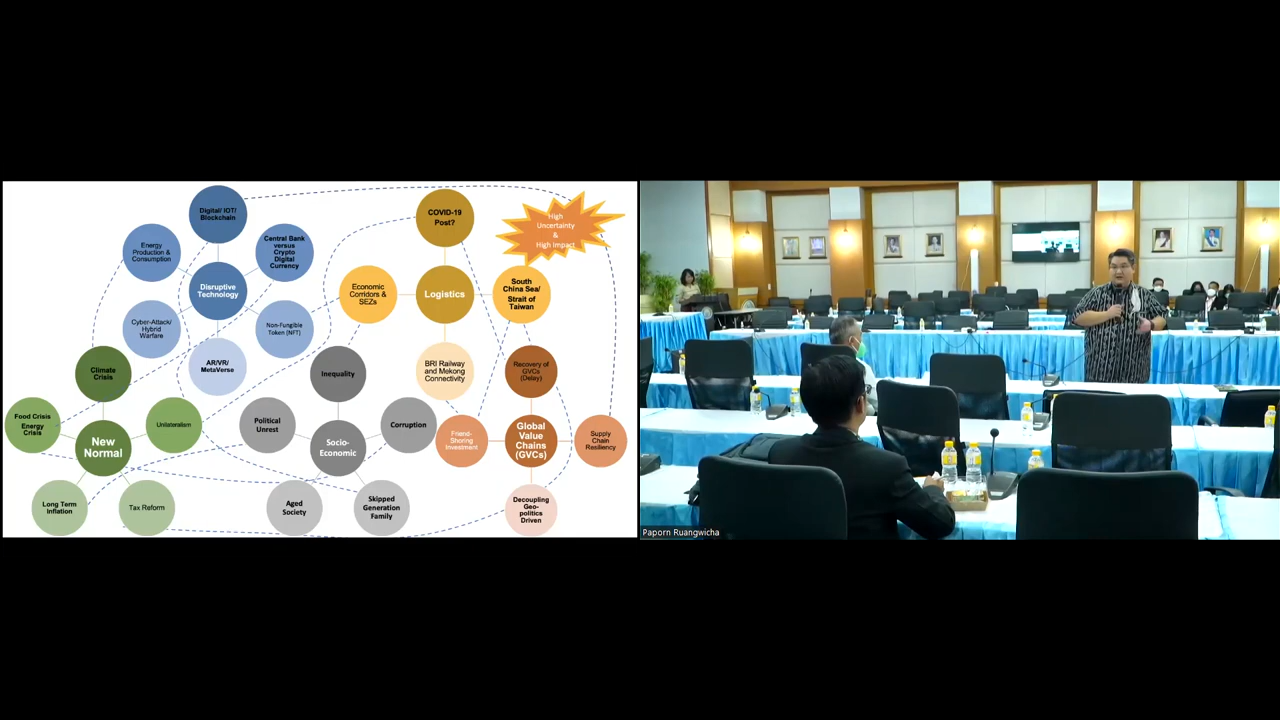 Digital/ IOT/
Blockchain
Energy
Production &
Consumption
Central Bank
versus
Crypto
Digital
Currency
Disruptive
Technology
Cyber-Attack/
Hybrid
Warfare
Non-Fungible
Token (NFT)
AR/VR/
MetaVerse
COVID-19
Post?
High
Uncertainty
&
High Impact
Economic
Corridors &
SEZs
Logistics
South
China Sea/
Strait of
Taiwan
BRI Railway
and Mekong
Connectivity
Climate
Crisis
Food Crisis
Energy
Crisis
Unilateralism
New
Normal
Long Term
Inflation
Tax Reform
Inequality
Political
Unrest
Corruption
Socio-
Economic
Aged
Society
Skipped
Generation
Family
Recovery of
GVCs
(Delay)
Friend-
Shoring
Investment
Global
Value
Chains
(GVCs)
Supply
Chain
Resiliency
Decoupling
Geo-
politics
Driven
Paporn Ruangwicha